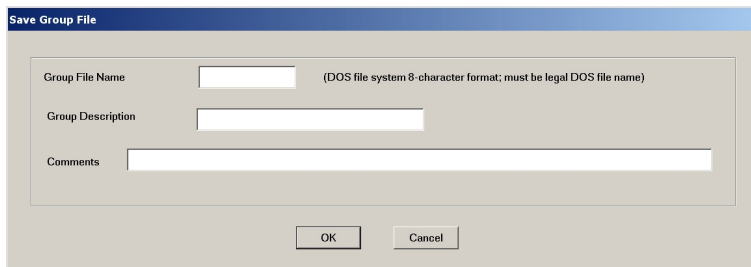 Save Group File
Group File Name (DOS file system 8-character format; must be legal DOS file name)
Group Description
Comments
OK Cancel